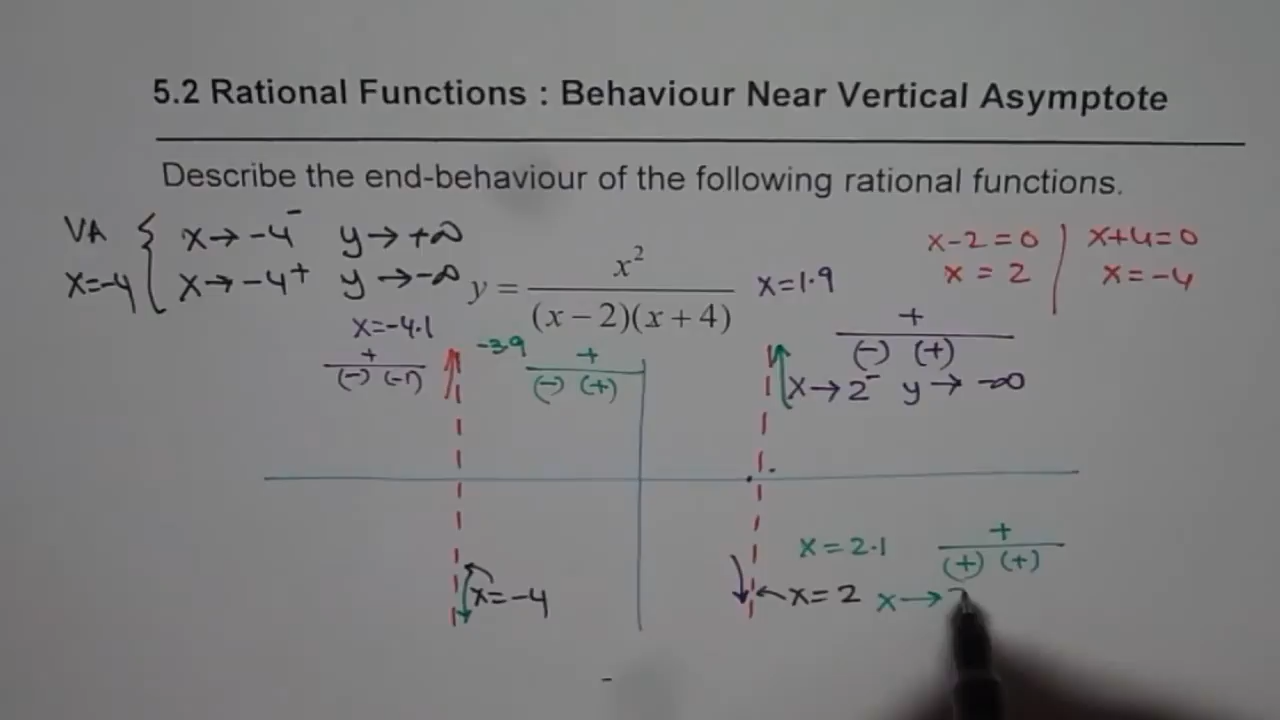 5.2 Rational Functions : Behaviour Near Vertical Asymptote
Describe the end-behaviour of the following rational functions.
VA { x→-4⁻ y→+∞
x=-4 x→-4⁺ y→-∞
y = x² / (x − 2)(x + 4)
x=1.9
x-2=0 | x+4=0
x=2 | x=-4
x=-4.1
+ / (-) (-)
-39
+ / (-) (+)
+ / (-) (+)
x→2⁻ y→ -∞
x=2.1
+ / (+) (+)
x=-4
x=2
x→